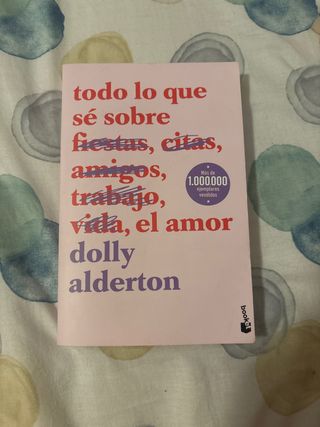 todo lo que
sé sobre
fiestas, citas,
amigos,
trabajo,
vida, el amor
dolly
alderton
Más de
1.000.000
ejemplares
vendidos
booket